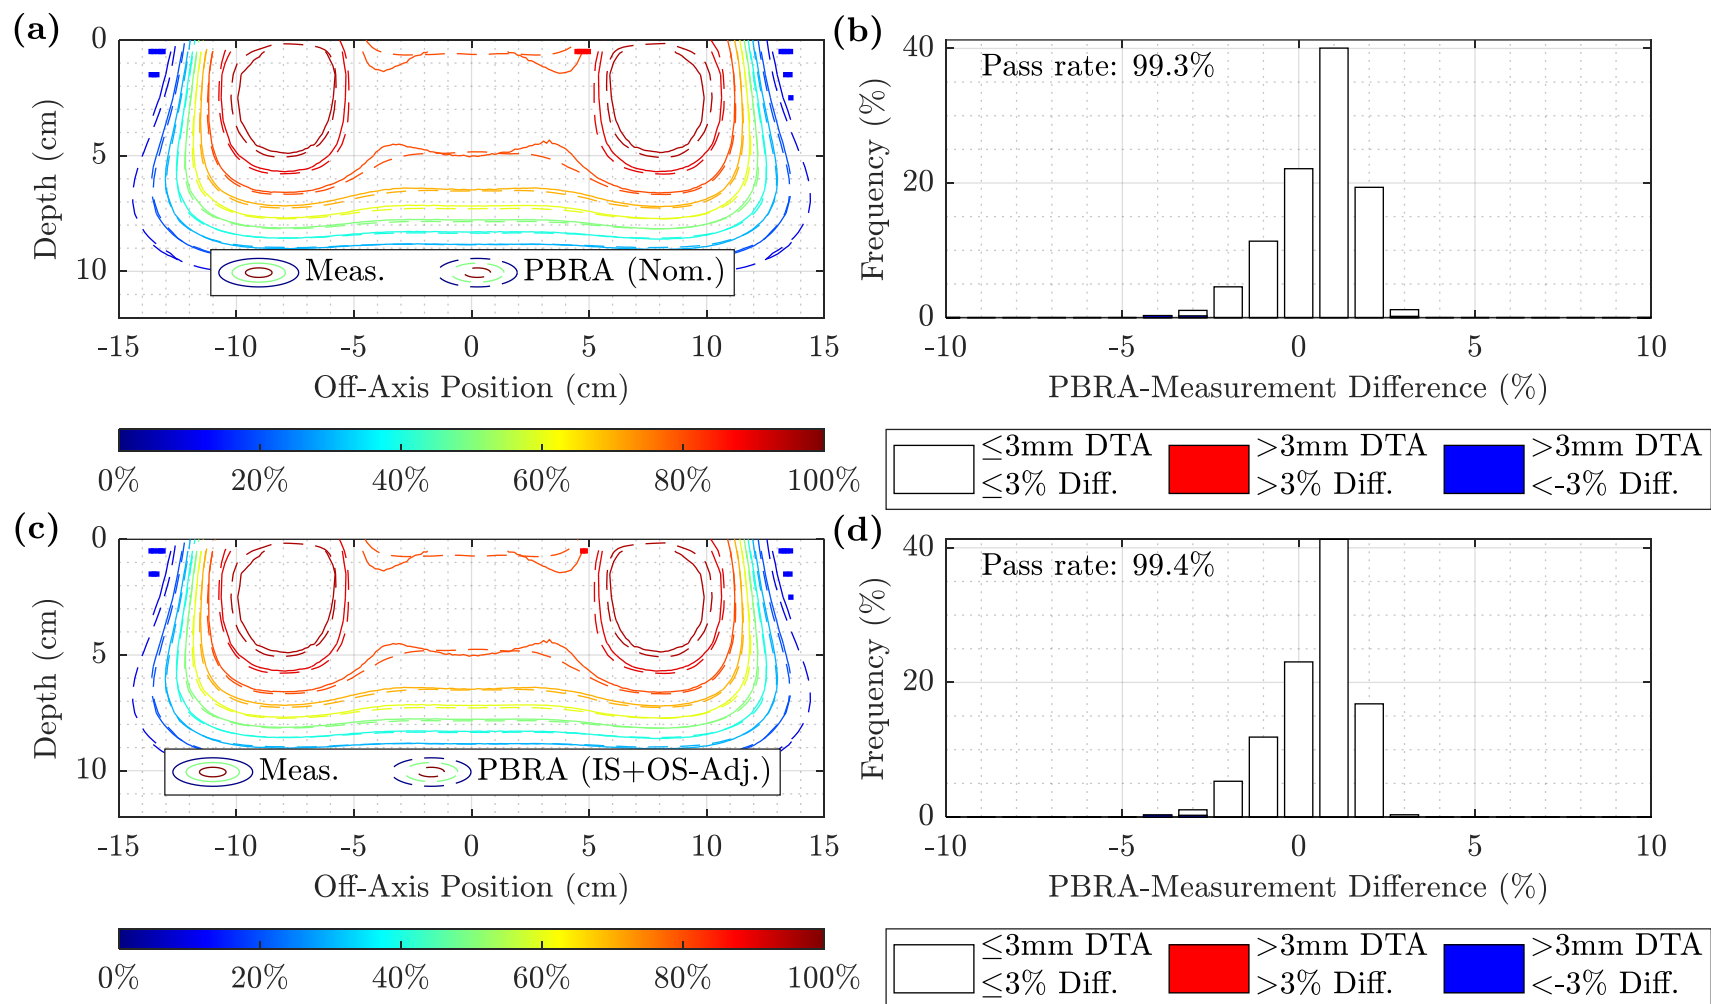 (a)
0
5
10
Depth (cm)
Meas.
PBRA (Nom.)
-15 -10 -5 0 5 10 15
Off-Axis Position (cm)
0% 20% 40% 60% 80% 100%
(b)
40
20
0
Frequency (%)
Pass rate: 99.3%
-10 -5 0 5 10
PBRA-Measurement Difference (%)
≤3mm DTA
≤3% Diff.
>3mm DTA
>3% Diff.
>3mm DTA
<-3% Diff.
(c)
0
5
10
Depth (cm)
Meas.
PBRA (IS+OS-Adj.)
-15 -10 -5 0 5 10 15
Off-Axis Position (cm)
0% 20% 40% 60% 80% 100%
(d)
40
20
0
Frequency (%)
Pass rate: 99.4%
-10 -5 0 5 10
PBRA-Measurement Difference (%)
≤3mm DTA
≤3% Diff.
>3mm DTA
>3% Diff.
>3mm DTA
<-3% Diff.